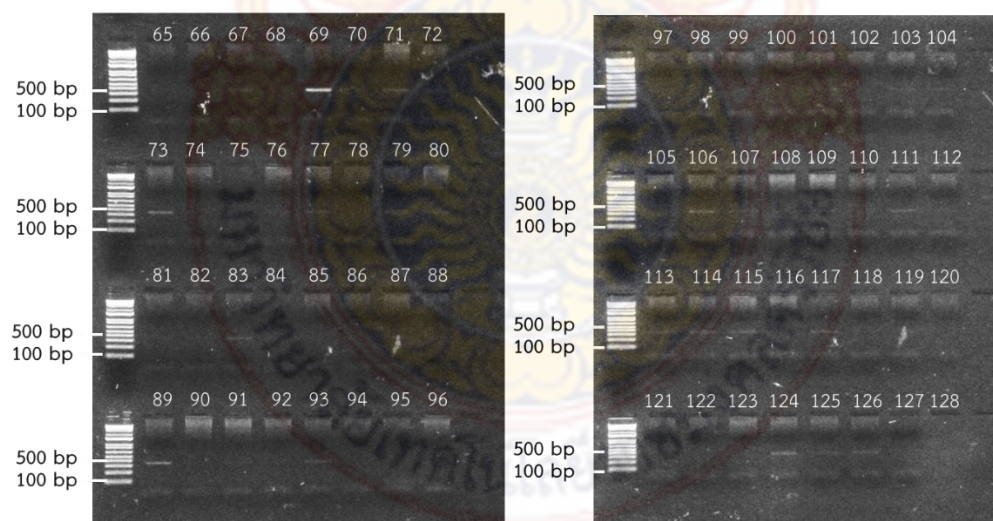 65 66 67 68 69 70 71 72
500 bp
100 bp
73 74 75 76 77 78 79 80
500 bp
100 bp
81 82 83 84 85 86 87 88
500 bp
100 bp
89 90 91 92 93 94 95 96
500 bp
100 bp
97 98 99 100 101 102 103 104
500 bp
100 bp
105 106 107 108 109 110 111 112
500 bp
100 bp
113 114 115 116 117 118 119 120
500 bp
100 bp
121 122 123 124 125 126 127 128
500 bp
100 bp